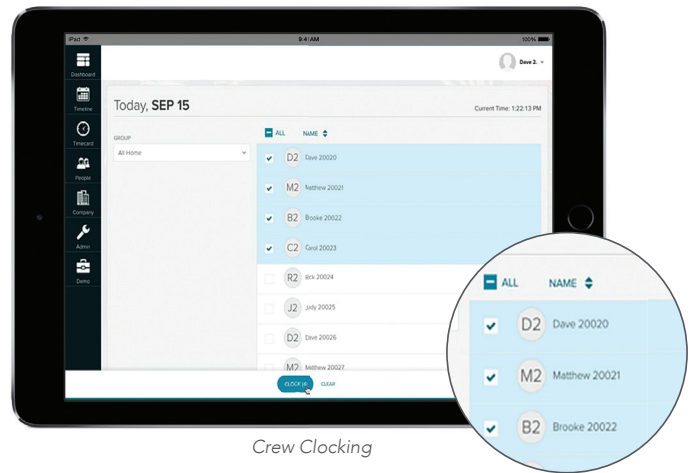 iPad 9:41 AM 100%
Dave 2.
Dashboard
Timeline
Timecard
People
Company
Admin
Demo
Today, SEP 15
Current Time: 1:22:13 PM
GROUP
All Home
ALL NAME
D2 Dave 20020
M2 Matthew 20021
B2 Brooke 20022
C2 Carol 20023
R2 Rick 20024
J2 Judy 20025
D2 Dave 20026
M2 Matthew 20027
CLOCK CLEAR
ALL NAME
D2 Dave 20020
M2 Matthew 20021
B2 Brooke 20022
Crew Clocking